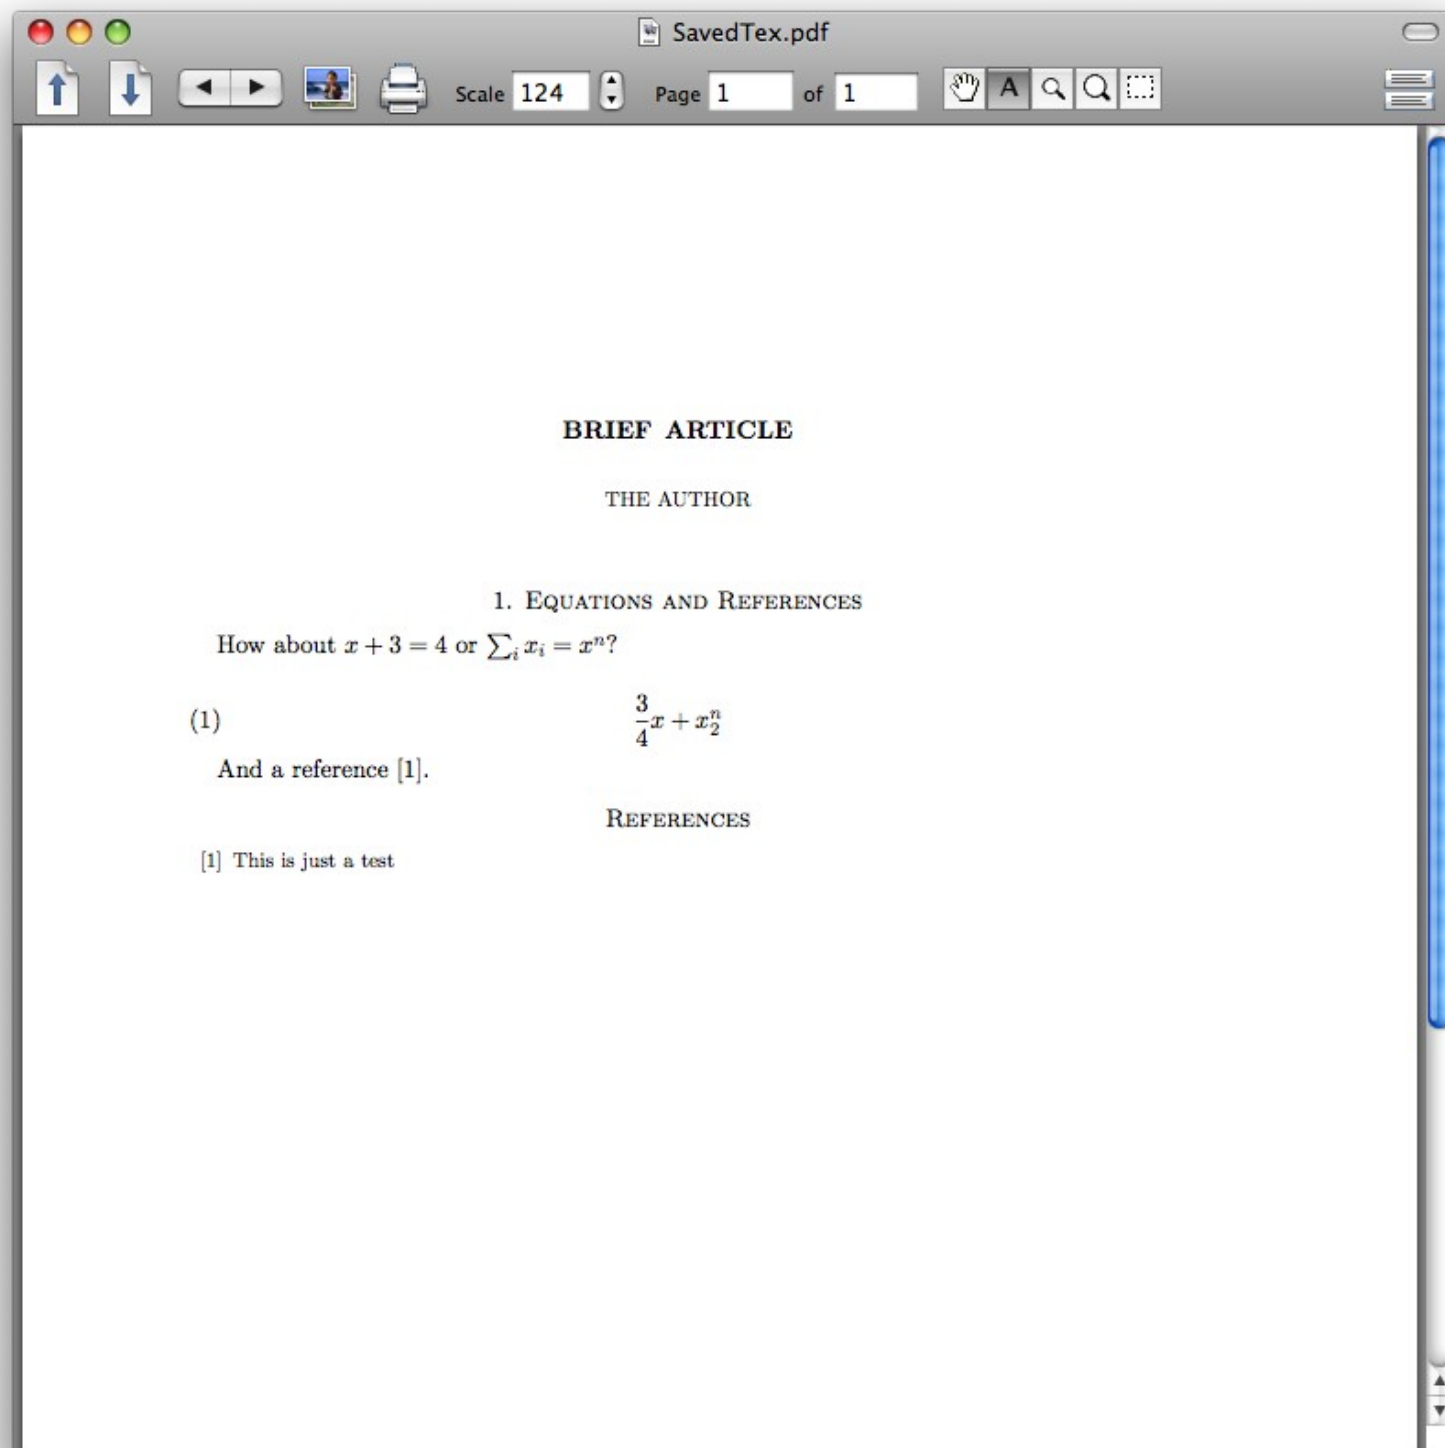 SavedTex.pdf
Scale 124 Page 1 of 1 A
BRIEF ARTICLE
THE AUTHOR
1. EQUATIONS AND REFERENCES
How about x + 3 = 4 or ∑ᵢ xᵢ = xⁿ?
(1) 3/4 x + x₂ⁿ
And a reference [1].
REFERENCES
[1] This is just a test